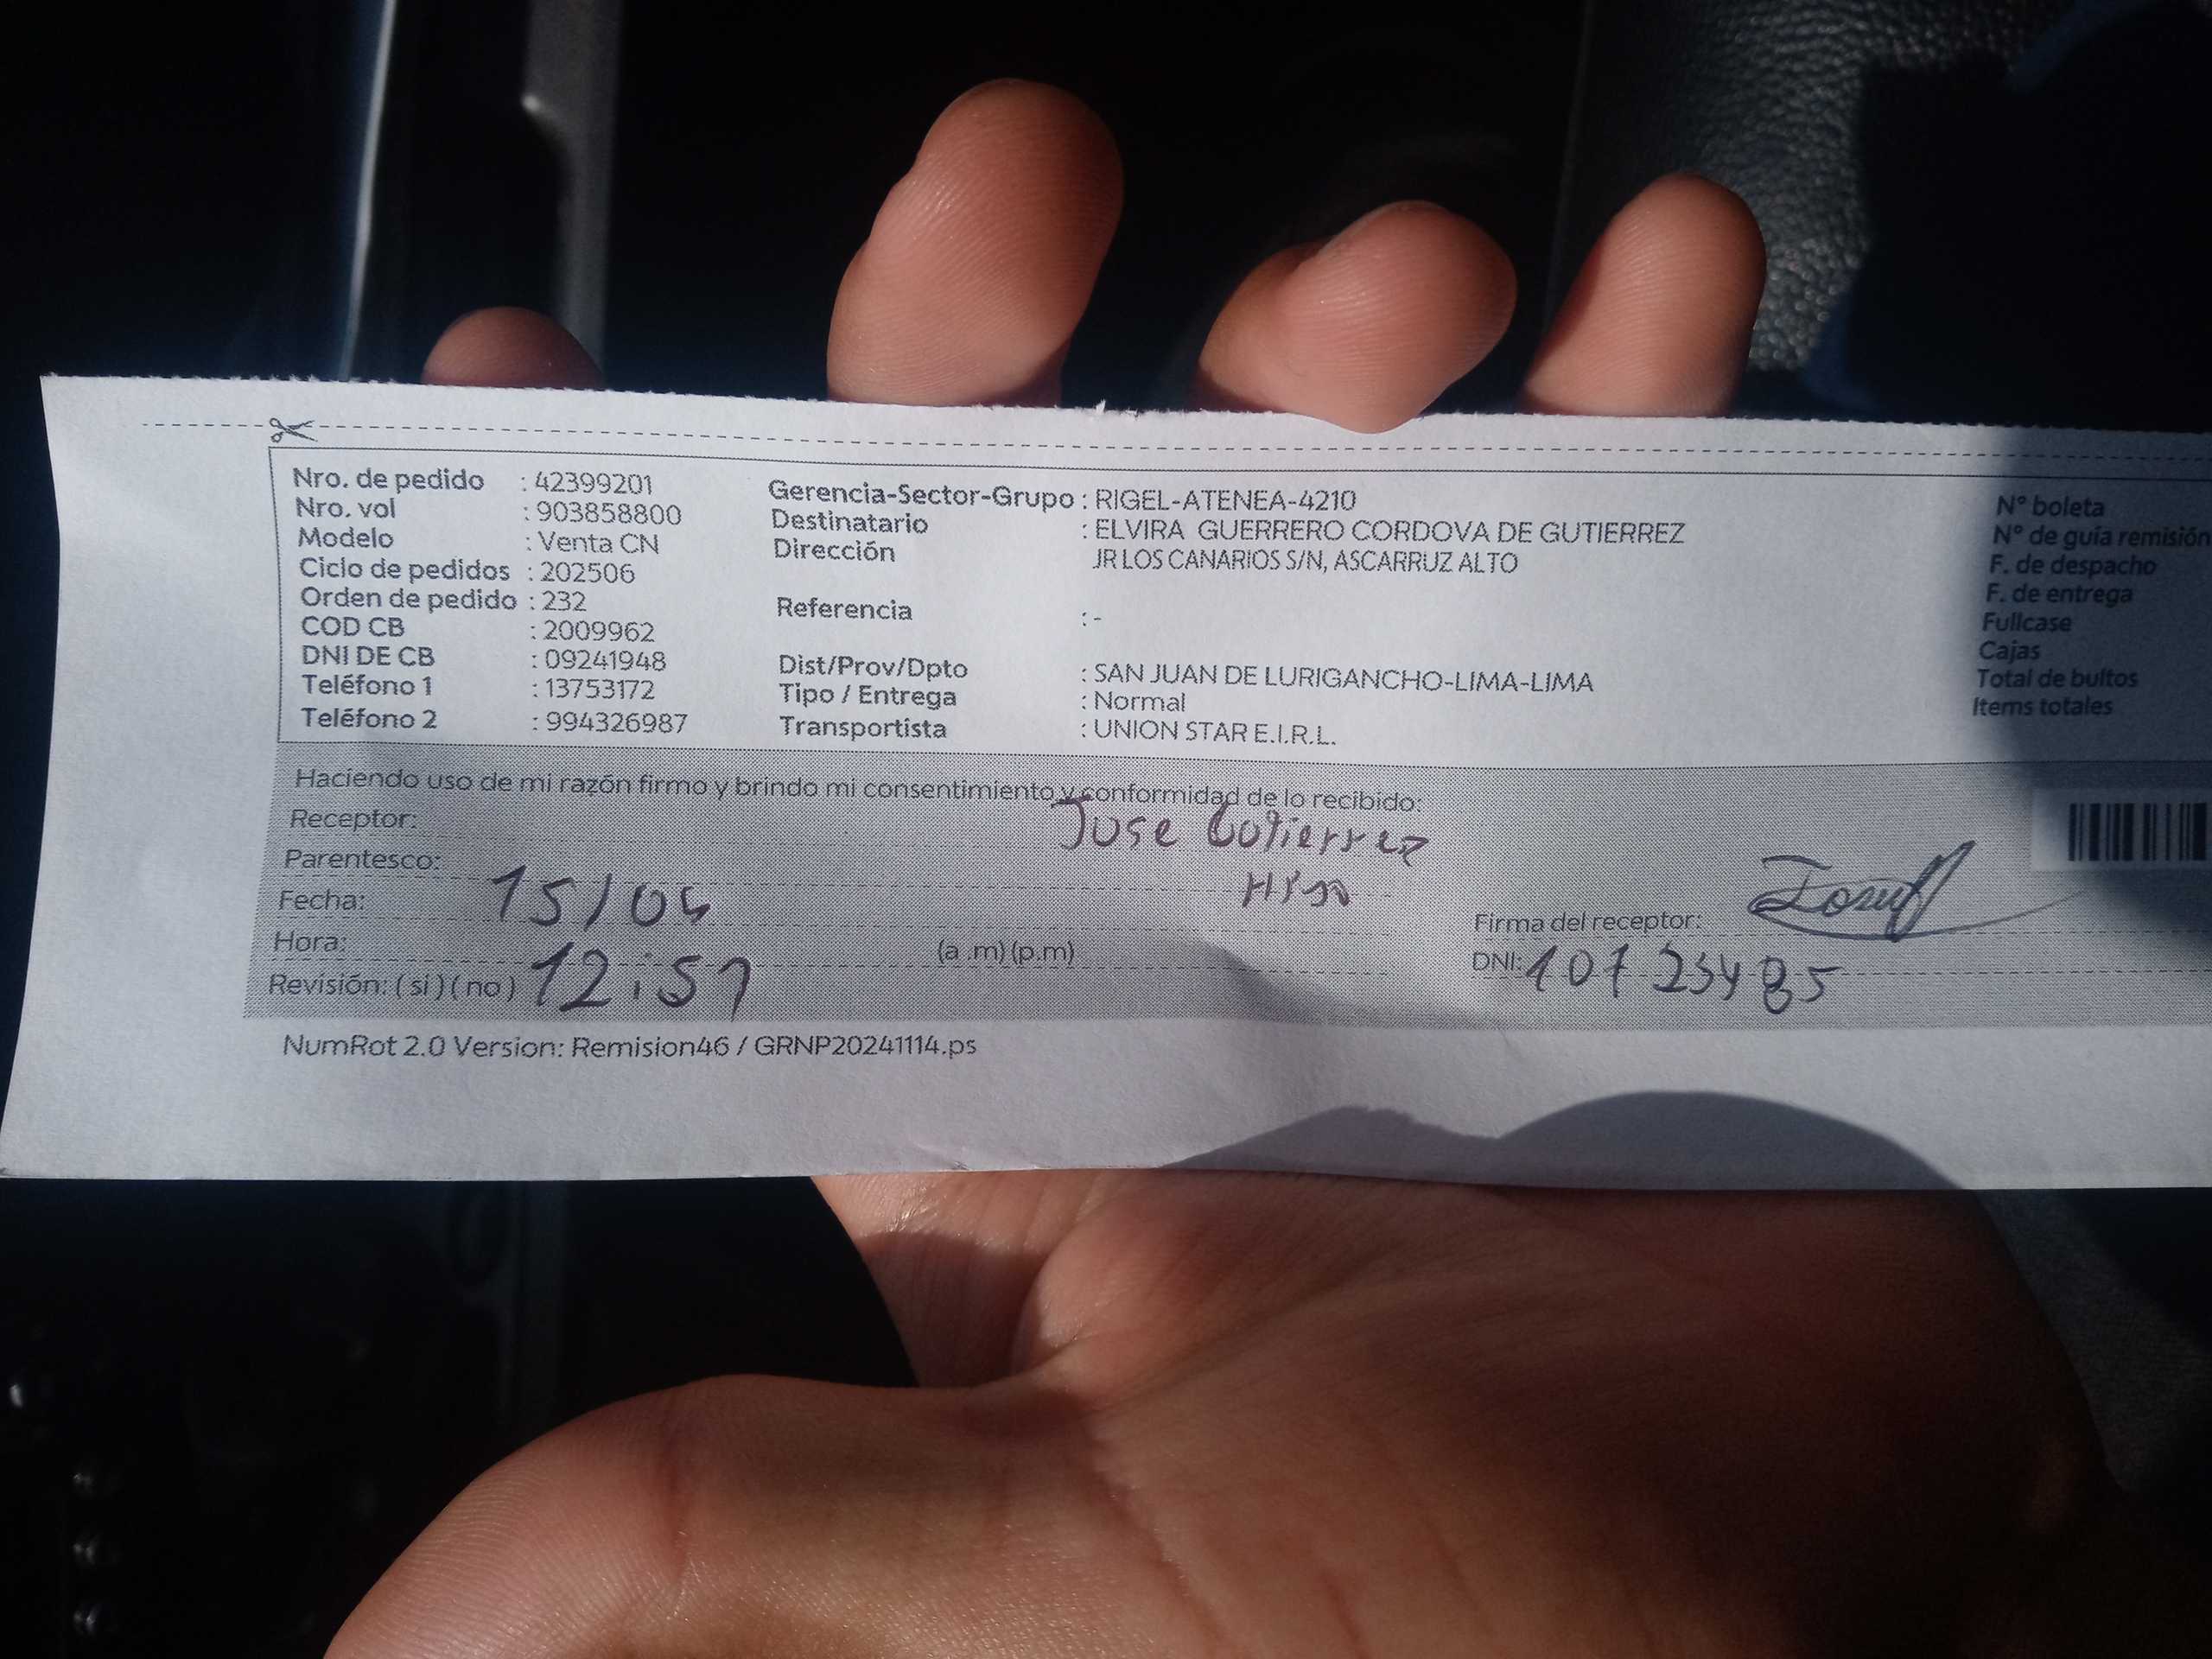 Nro. de pedido : 42399201
Nro. vol : 903858800
Modelo : Venta CN
Ciclo de pedidos : 202506
Orden de pedido : 232
COD CB : 2009962
DNI DE CB : 09241948
Teléfono 1 : 13753172
Teléfono 2 : 994326987
Gerencia-Sector-Grupo : RIGEL-ATENEA-4210
Destinatario : ELVIRA GUERRERO CORDOVA DE GUTIERREZ
Dirección JR LOS CANARIOS S/N, ASCARRUZ ALTO
Referencia : -
Dist/Prov/Dpto : SAN JUAN DE LURIGANCHO-LIMA-LIMA
Tipo / Entrega : Normal
Transportista : UNION STAR E.I.R.L.
N° boleta
N° de guía remisión
F. de despacho
F. de entrega
Fullcase
Cajas
Total de bultos
Items totales
Haciendo uso de mi razón firmo y brindo mi consentimiento y conformidad de lo recibido:
Receptor: Jose Gutierrez
Parentesco: Hijo
Fecha: 15/04
Hora: 12:51 (a .m) (p.m)
Revisión: ( si ) ( no )
Firma del receptor:
DNI: 10723485
NumRot 2.0 Version: Remision46 / GRNP20241114.ps